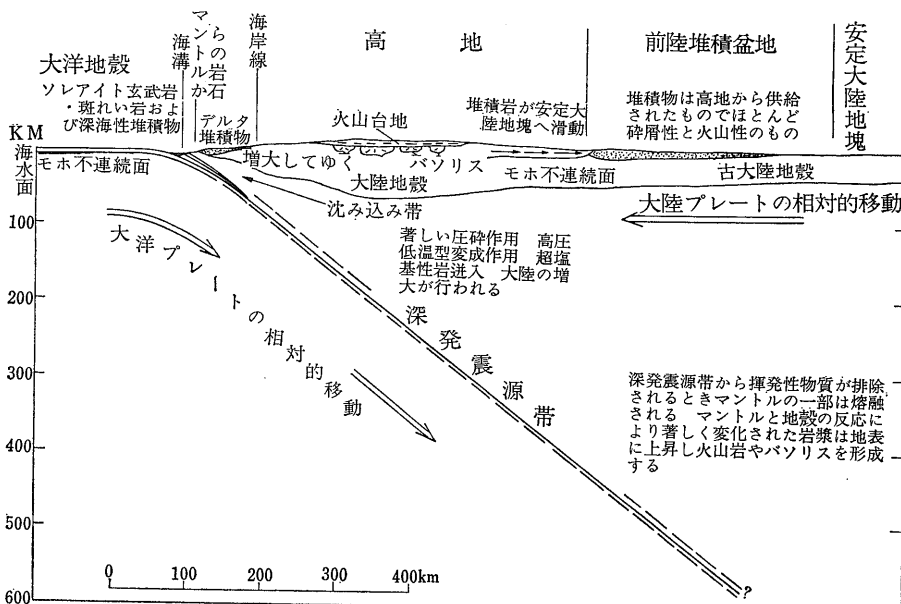 大洋地殻
ソレアイト玄武岩
・斑れい岩およ
び深海性堆積物
海溝
マントルか
らの岩石
海岸線
デルタ
堆積物
高地
火山台地
堆積岩が安定大
陸地塊へ滑動
前陸堆積盆地
堆積物は高地から供給
されたものでほとんど
砕屑性と火山性のもの
安定大陸地塊
KM
海水面
100
200
300
400
500
600
モホ不連続面
増大してゆく
バソリス
大陸地殻
モホ不連続面
古大陸地殻
沈み込み帯
大陸プレートの相対的移動
著しい圧砕作用 高圧
低温型変成作用 超塩
基性岩迸入 大陸の増
大が行われる
大洋プレートの相対的移動
深発震源帯
深発震源帯から揮発性物質が排除
されるときマントルの一部は熔融
される マントルと地殻の反応に
より著しく変化された岩漿は地表
に上昇し火山岩やバソリスを形成
する
0 100 200 300 400km
?